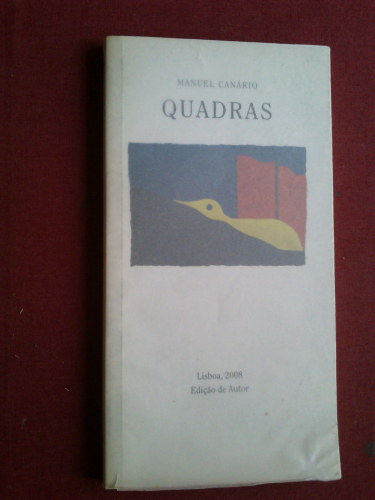 MANUEL CANÁRIO
QUADRAS
Lisboa, 2008
Edição de Autor